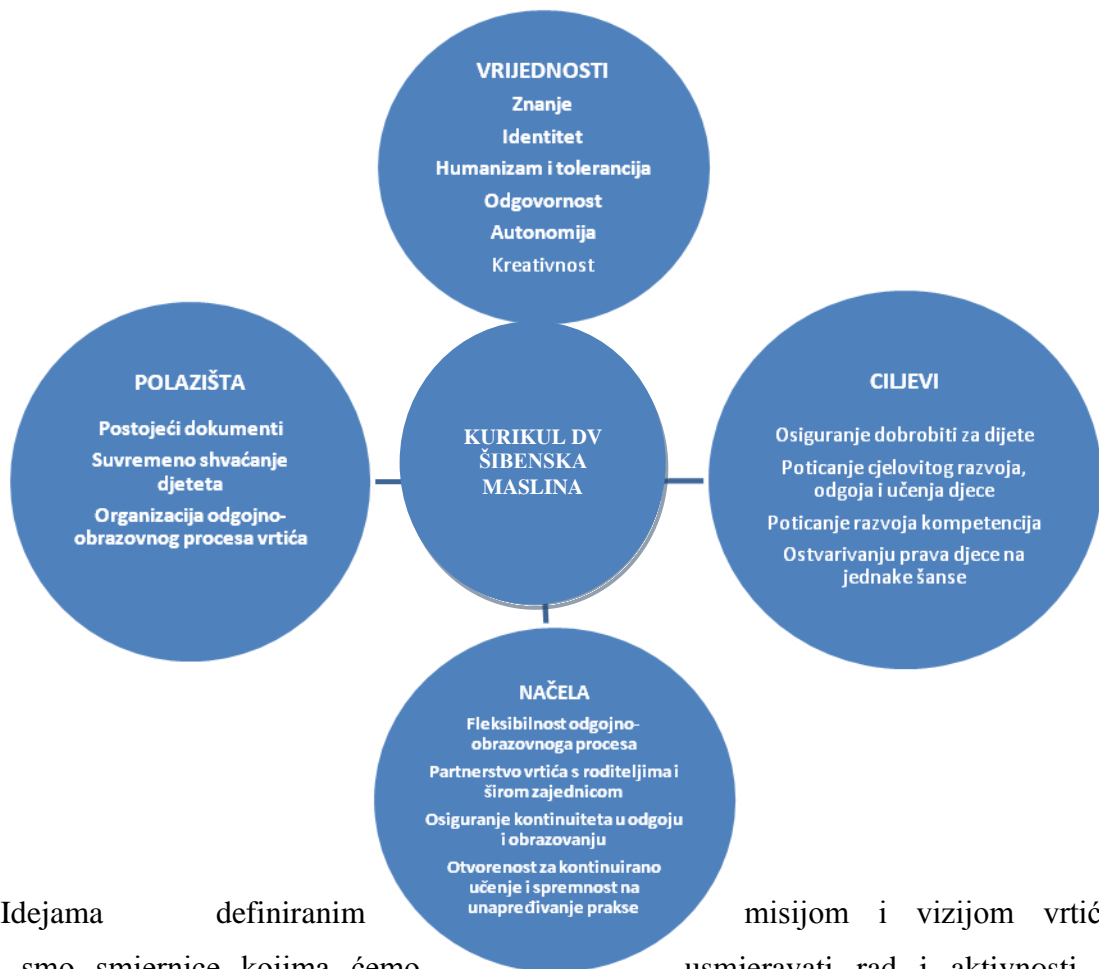 VRIJEDNOSTI
Znanje
Identitet
Humanizam i tolerancija
Odgovornost
Autonomija
Kreativnost
POLAZIŠTA
Postojeći dokumenti
Suvremeno shvaćanje
djeteta
Organizacija odgojno-
obrazovnog procesa vrtića
KURIKUL DV
ŠIBENSKA
MASLINA
CILJEVI
Osiguranje dobrobiti za dijete
Poticanje cjelovitog razvoja,
odgoja i učenja djece
Poticanje razvoja kompetencija
Ostvarivanju prava djece na
jednake šanse
NAČELA
Fleksibilnost odgojno-
obrazovnoga procesa
Partnerstvo vrtića s roditeljima i
širom zajednicom
Osiguranje kontinuiteta u odgoju
i obrazovanju
Otvorenost za kontinuirano
učenje i spremnost na
unapređivanje prakse
Idejama definiranim misijom i vizijom vrtić
smo smjernice kojima ćemo usmjeravati rad i aktivnosti